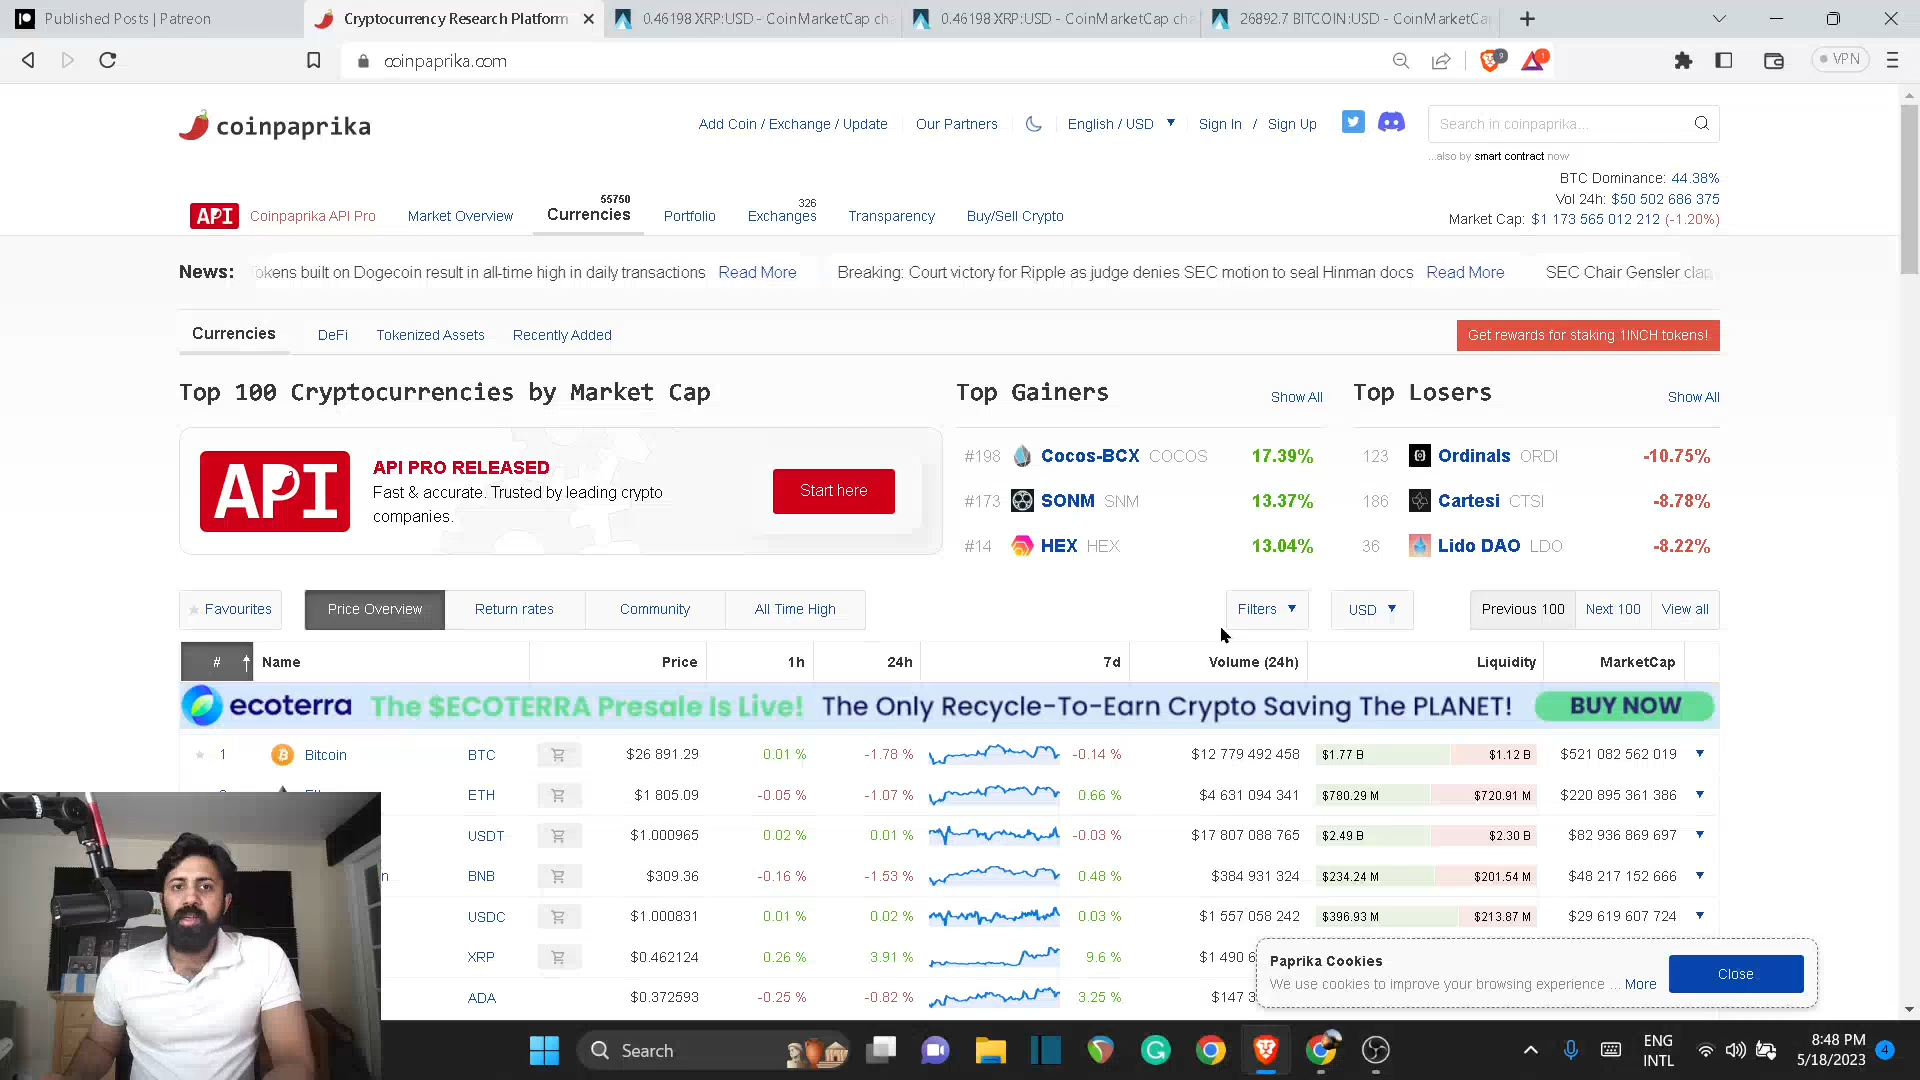 Published Posts | Patreon
Cryptocurrency Research Platform
0.46198 XRP:USD - CoinMarketCap cha
0.46198 XRP:USD - CoinMarketCap cha
26892.7 BITCOIN:USD - CoinMarketCap
coinpaprika.com
9
1
VPN
coinpaprika
Add Coin / Exchange / Update
Our Partners
English / USD
Sign In / Sign Up
Search in coinpaprika...
...also by smart contract now
BTC Dominance: 44.38%
Vol 24h: $50 502 686 375
Market Cap: $1 173 565 012 212 (-1.20%)
API Coinpaprika API Pro
Market Overview
Currencies 55750
Portfolio
Exchanges 326
Transparency
Buy/Sell Crypto
News: okens built on Dogecoin result in all-time high in daily transactions Read More Breaking: Court victory for Ripple as judge denies SEC motion to seal Hinman docs Read More SEC Chair Gensler clap
Currencies DeFi Tokenized Assets Recently Added Get rewards for staking 1INCH tokens!
Top 100 Cryptocurrencies by Market Cap
API
API PRO RELEASED
Fast & accurate. Trusted by leading crypto
companies.
Start here
Top Gainers Show All
#198 Cocos-BCX COCOS 17.39%
#173 SONM SNM 13.37%
#14 HEX HEX 13.04%
Top Losers Show All
123 Ordinals ORDI -10.75%
186 Cartesi CTSI -8.78%
36 Lido DAO LDO -8.22%
Favourites Price Overview Return rates Community All Time High Filters USD Previous 100 Next 100 View all
# Name Price 1h 24h 7d Volume (24h) Liquidity MarketCap
ecoterra The $ECOTERRA Presale Is Live! The Only Recycle-To-Earn Crypto Saving The PLANET! BUY NOW
1 Bitcoin BTC $26 891.29 0.01 % -1.78 % -0.14 % $12 779 492 458 $1.77 B $1.12 B $521 082 562 019
ETH $1 805.09 -0.05 % -1.07 % 0.66 % $4 631 094 341 $780.29 M $720.91 M $220 895 361 386
USDT $1.000965 0.02 % 0.01 % -0.03 % $17 807 088 765 $2.49 B $2.30 B $82 936 869 697
n BNB $309.36 -0.16 % -1.53 % 0.48 % $384 931 324 $234.24 M $201.54 M $48 217 152 666
USDC $1.000831 0.01 % 0.02 % 0.03 % $1 557 058 242 $396.93 M $213.87 M $29 619 607 724
XRP $0.462124 0.26 % 3.91 % 9.6 % $1 490 6
ADA $0.372593 -0.25 % -0.82 % 3.25 % $147 3
Paprika Cookies
We use cookies to improve your browsing experience ... More
Close
Search
ENG
INTL
8:48 PM
5/18/2023
4